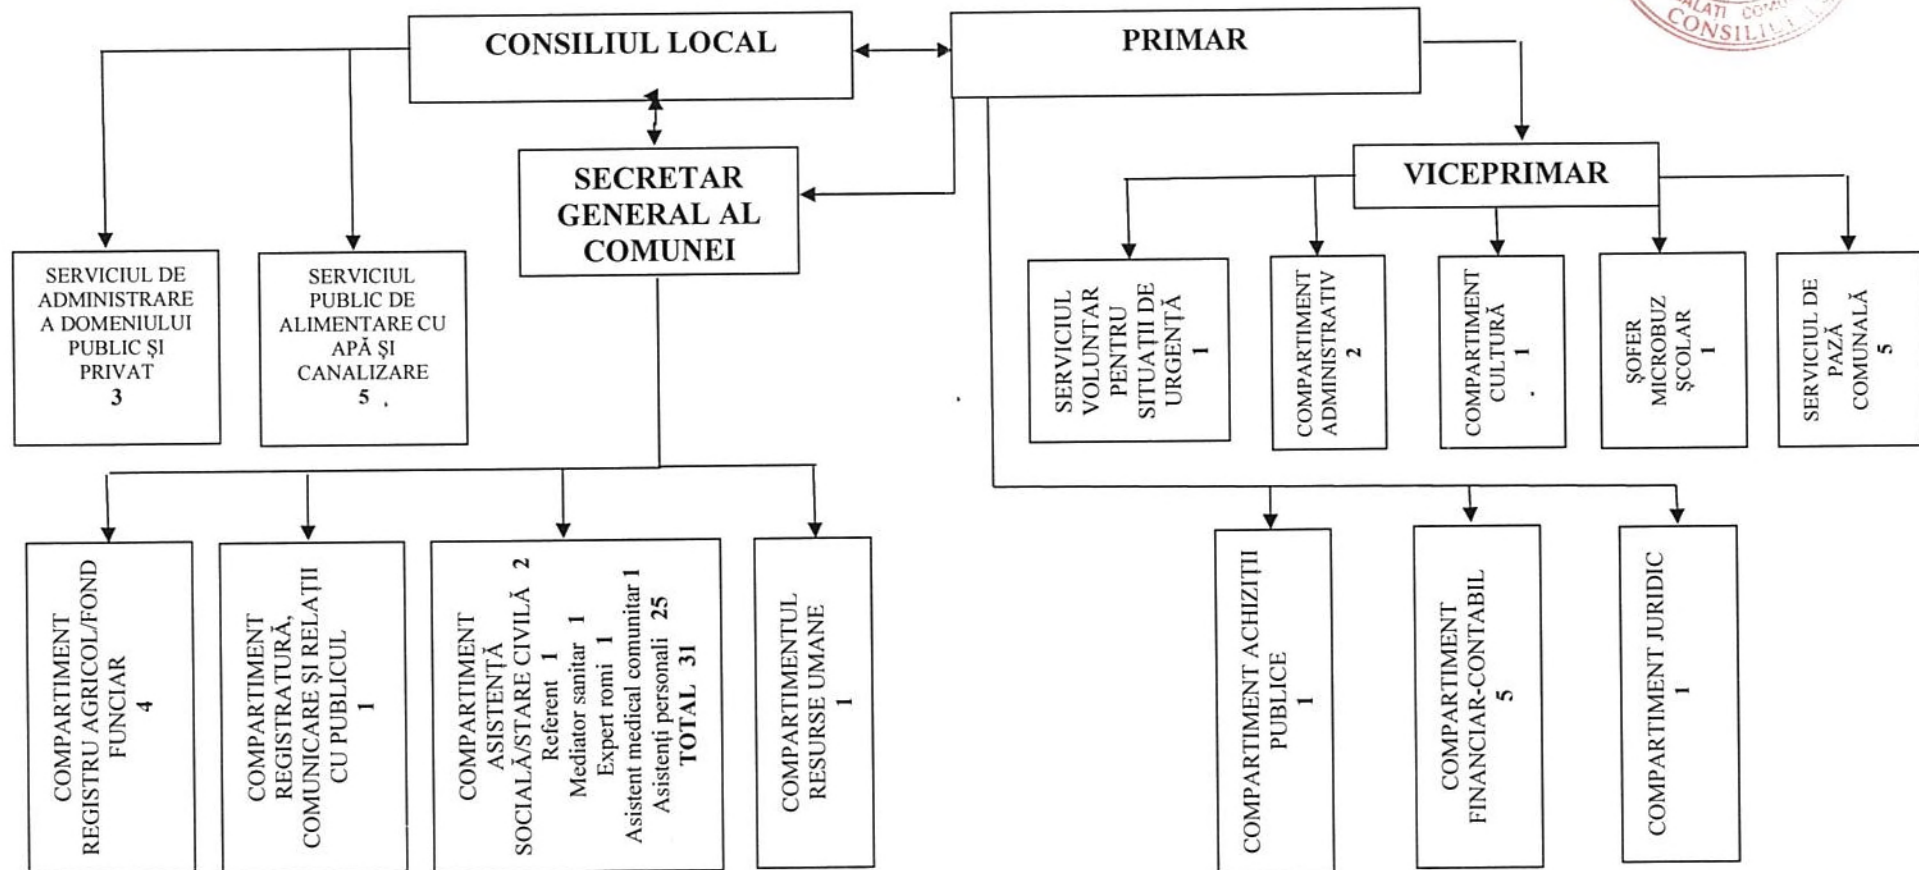 CONSILIUL LOCAL
PRIMAR
ALAȚI COMU
CONSILIUL
SECRETAR
GENERAL AL
COMUNEI
VICEPRIMAR
SERVICIUL DE
ADMINISTRARE
A DOMENIULUI
PUBLIC ȘI
PRIVAT
3
SERVICIUL
PUBLIC DE
ALIMENTARE CU
APĂ ȘI
CANALIZARE
5
SERVICIUL
VOLUNTAR
PENTRU
SITUAȚII DE
URGENȚĂ
1
COMPARTIMENT
ADMINISTRATIV
2
COMPARTIMENT
CULTURĂ
1
ȘOFER
MICROBUZ
ȘCOLAR
1
SERVICIUL DE
PAZĂ
COMUNALĂ
5
COMPARTIMENT
REGISTRU AGRICOL/FOND
FUNCIAR
4
COMPARTIMENT
REGISTRATURĂ,
COMUNICARE ȘI RELAȚII
CU PUBLICUL
1
COMPARTIMENT
ASISTENȚĂ
SOCIALĂ/STARE CIVILĂ 2
Referent 1
Mediator sanitar 1
Expert romi 1
Asistent medical comunitar 1
Asistenți personali 25
TOTAL 31
COMPARTIMENTUL
RESURSE UMANE
1
COMPARTIMENT ACHIZIȚII
PUBLICE
1
COMPARTIMENT
FINANCIAR-CONTABIL
5
COMPARTIMENT JURIDIC
1